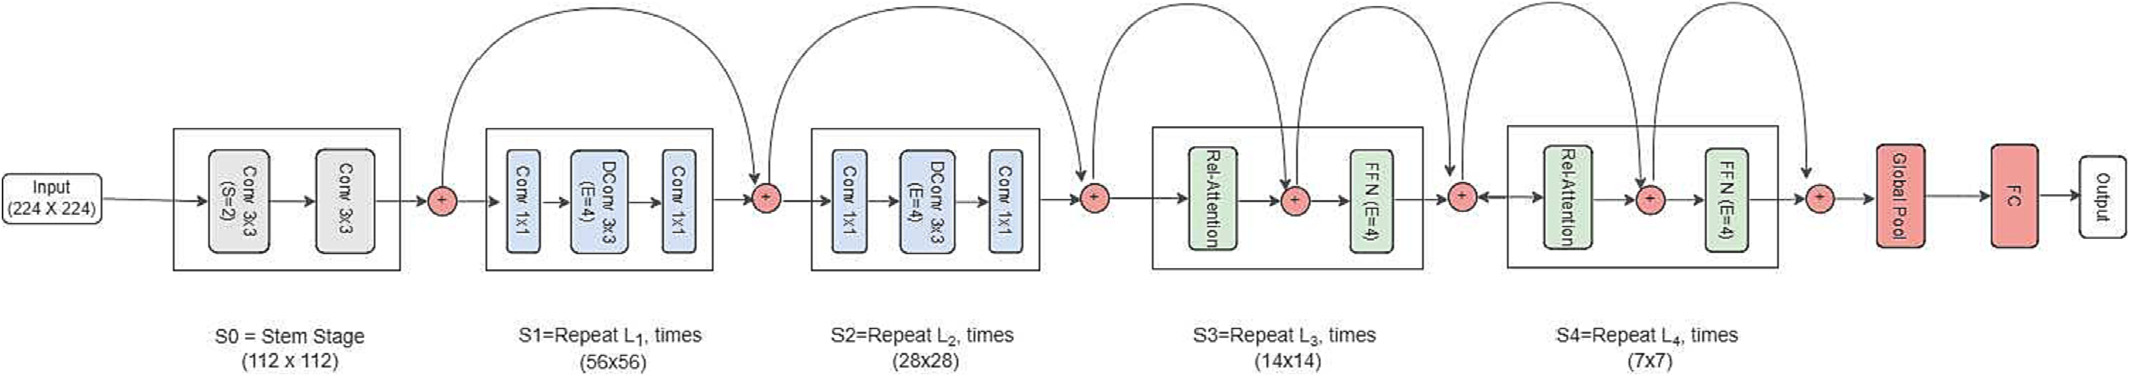 Input
(224 X 224)
Conv 3x3
(S=2)
Conv 3x3
+
Conv 1x1
DConv 3x3
(E=4)
Conv 1x1
+
Conv 1x1
DConv 3x3
(E=4)
Conv 1x1
+
Rel-Attention
+
FFN (E=4)
+
Rel-Attention
+
FFN (E=4)
+
Global Pool
FC
Output
S0 = Stem Stage
(112 x 112)
S1=Repeat L1, times
(56x56)
S2=Repeat L2, times
(28x28)
S3=Repeat L3, times
(14x14)
S4=Repeat L4, times
(7x7)